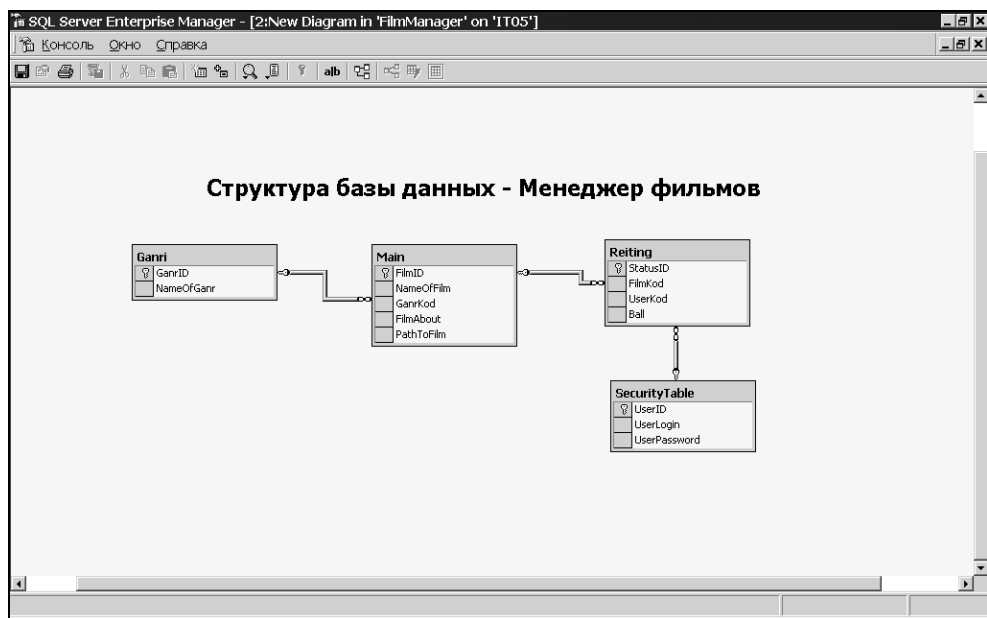 SQL Server Enterprise Manager - [2:New Diagram in 'FilmManager' on 'IT05']
Консоль Окно Справка
ab
Структура базы данных - Менеджер фильмов
Ganri
GanrID
NameOfGanr
Main
FilmID
NameOfFilm
GanrKod
FilmAbout
PathToFilm
Reiting
StatusID
FilmKod
UserKod
Ball
SecurityTable
UserID
UserLogin
UserPassword